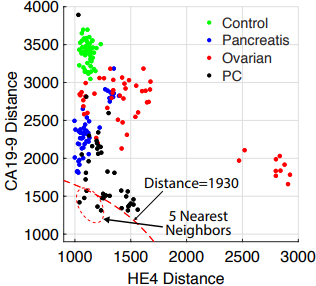 4000
3500
3000
2500
2000
1500
1000
CA19-9 Distance
Control
Pancreatis
Ovarian
PC
Distance=1930
5 Nearest
Neighbors
1000
1500
2000
2500
3000
HE4 Distance